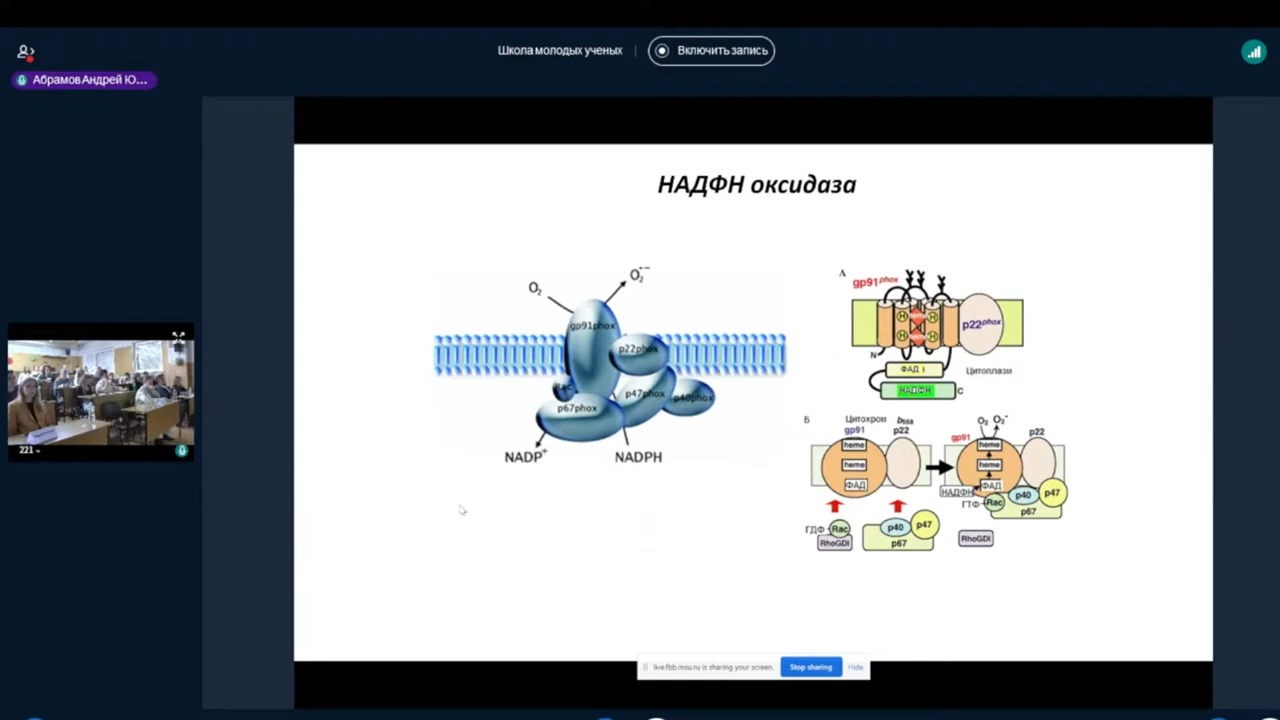 Школа молодых ученых
Включить запись
Абрамов Андрей Ю...
НАДФН оксидаза
O₂
O₂˙⁻
gp91phox
p22phox
Rac
p47phox
p40phox
p67phox
NADP⁺
NADPH
А
gp91phox
H H
heme
H H
heme
p22phox
N
ФАД
Цитоплазм
НАДФН
C
Б
Цитохром b558
gp91 p22
heme
heme
ФАД
ГДФ Rac
RhoGDI
p40 p47
p67
O₂ O₂⁻
gp91 p22
heme
heme
НАДФН ФАД
ГТФ Rac p40 p47
p67
RhoGDI
221
live.fbb.msu.ru is sharing your screen.
Stop sharing
Hide